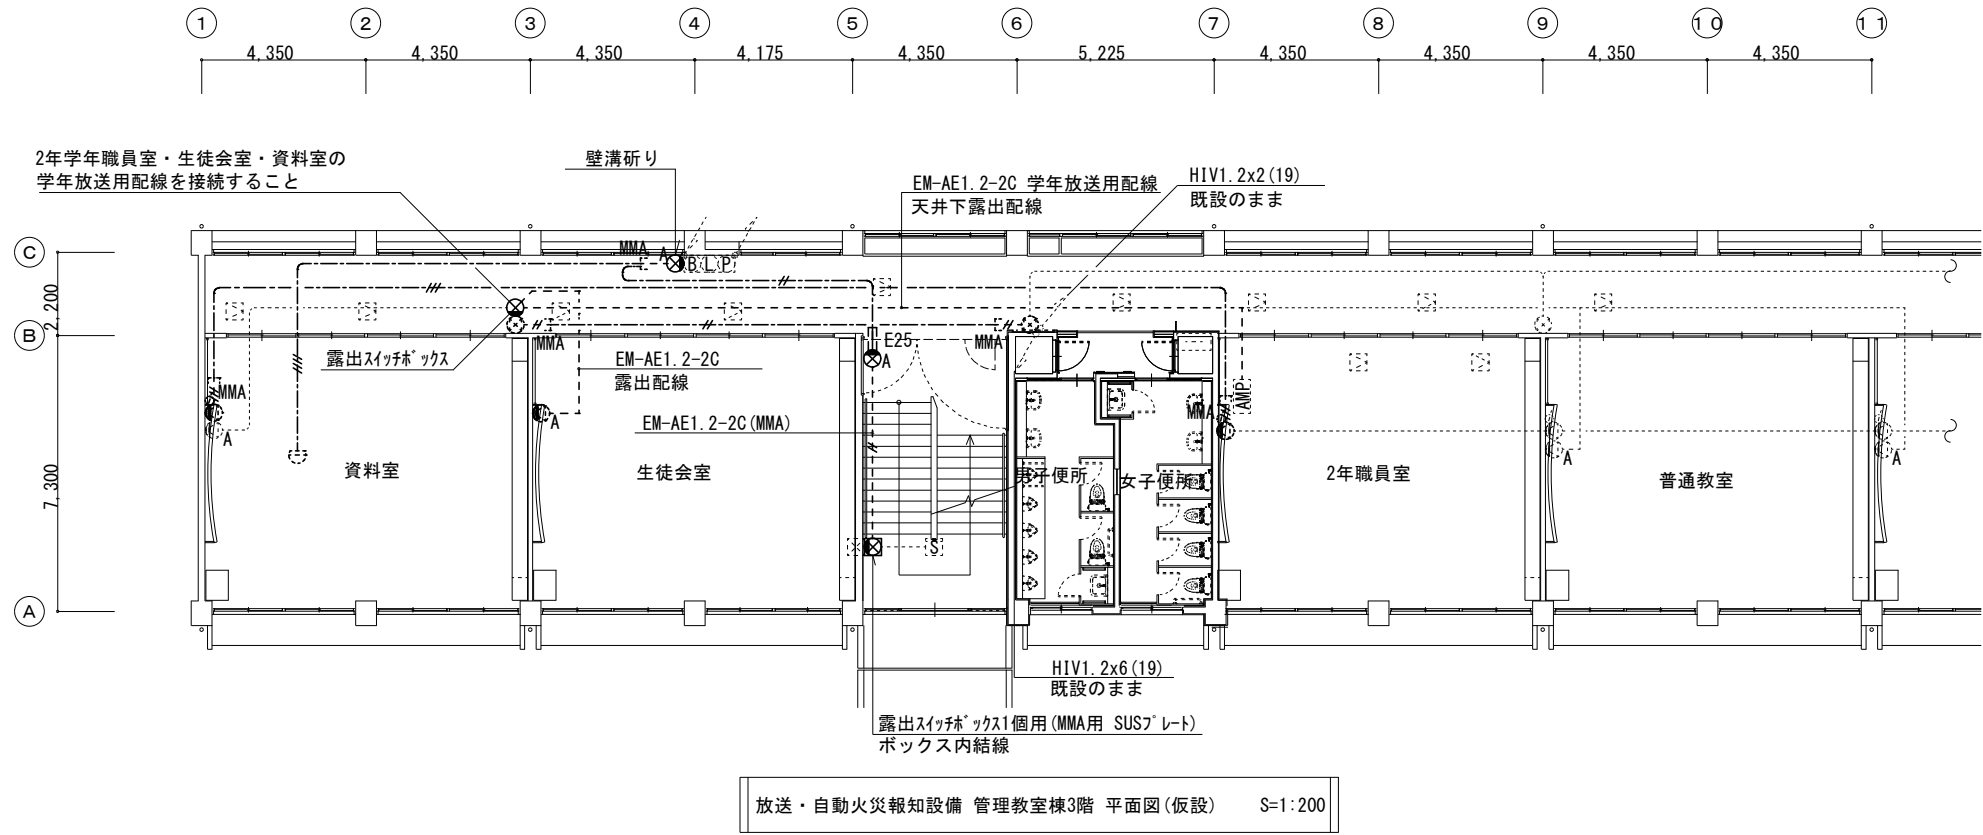 1 2 3 4 5 6 7 8 9 10 11
4,350 4,350 4,350 4,175 4,350 5,225 4,350 4,350 4,350 4,350
2年学年職員室・生徒会室・資料室の
学年放送用配線を接続すること
壁溝斫り
EM-AE1.2-2C 学年放送用配線
天井下露出配線
HIV1.2x2(19)
既設のまま
C
MMA
A
B L P
2,200
B
露出スイッチボックス
MMA
EM-AE1.2-2C
露出配線
E25
A
MMA
MMA
A
A
EM-AE1.2-2C(MMA)
MMA
AMP
A
A
7,300
資料室
生徒会室
男子便所
女子便所
2年職員室
普通教室
S
A
HIV1.2x6(19)
既設のまま
露出スイッチボックス1個用(MMA用 SUSプレート)
ボックス内結線
放送・自動火災報知設備 管理教室棟3階 平面図(仮設) S=1:200